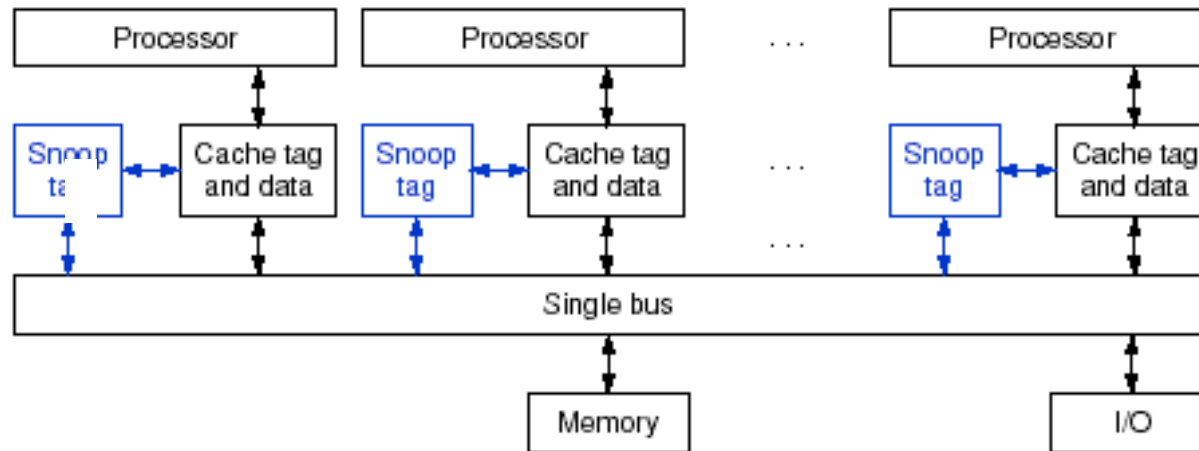 Processor
Processor
. . .
Processor
Snoop
Cache tag
and data
Snoop
tag
Cache tag
and data
. . .
Snoop
tag
Cache tag
and data
. . .
Single bus
Memory
I/O